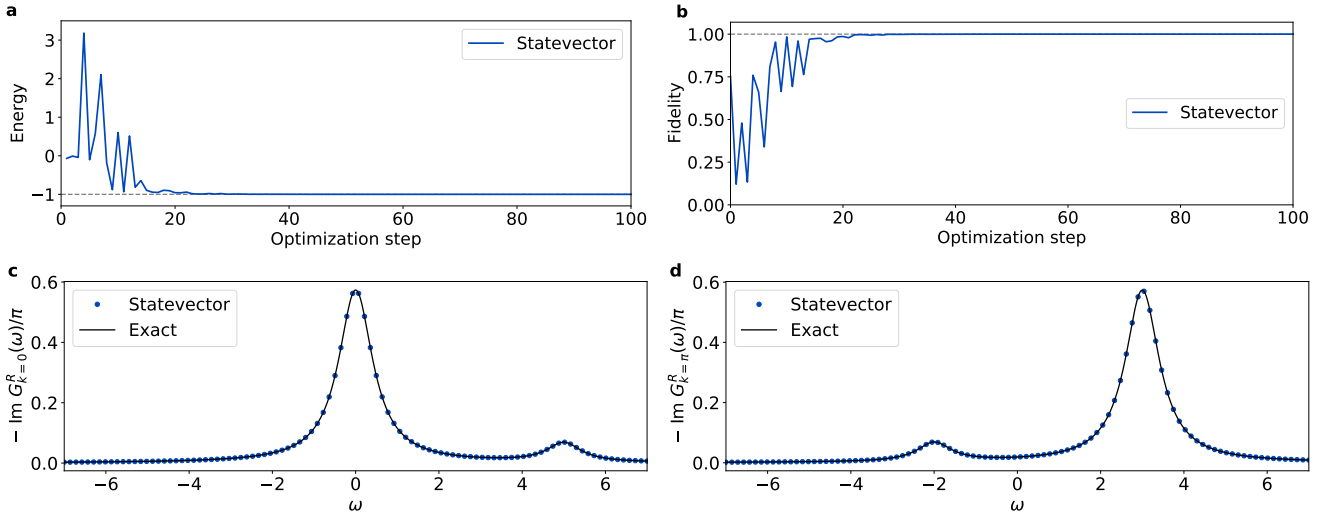 a
3
2
1
0
−1
Energy
Statevector
0 20 40 60 80 100
Optimization step
b
1.00
0.75
0.50
0.25
0.00
Fidelity
Statevector
0 20 40 60 80 100
Optimization step
c
0.6
0.4
0.2
0.0
− Im G^R_{k=0}(ω)/π
Statevector
Exact
−6 −4 −2 0 2 4 6
ω
d
0.6
0.4
0.2
0.0
− Im G^R_{k=π}(ω)/π
Statevector
Exact
−6 −4 −2 0 2 4 6
ω